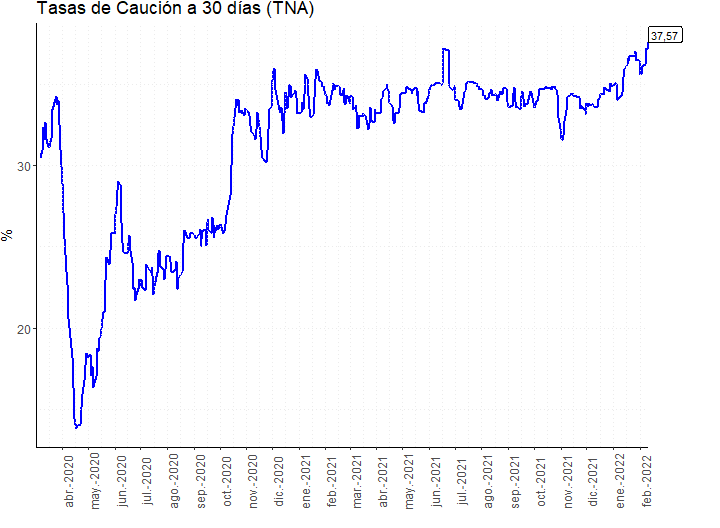 Tasas de Caución a 30 días (TNA)
37,57
30
20
%
abr.-2020
may.-2020
jun.-2020
jul.-2020
ago.-2020
sep.-2020
oct.-2020
nov.-2020
dic.-2020
ene.-2021
feb.-2021
mar.-2021
abr.-2021
may.-2021
jun.-2021
jul.-2021
ago.-2021
sep.-2021
oct.-2021
nov.-2021
dic.-2021
ene.-2022
feb.-2022